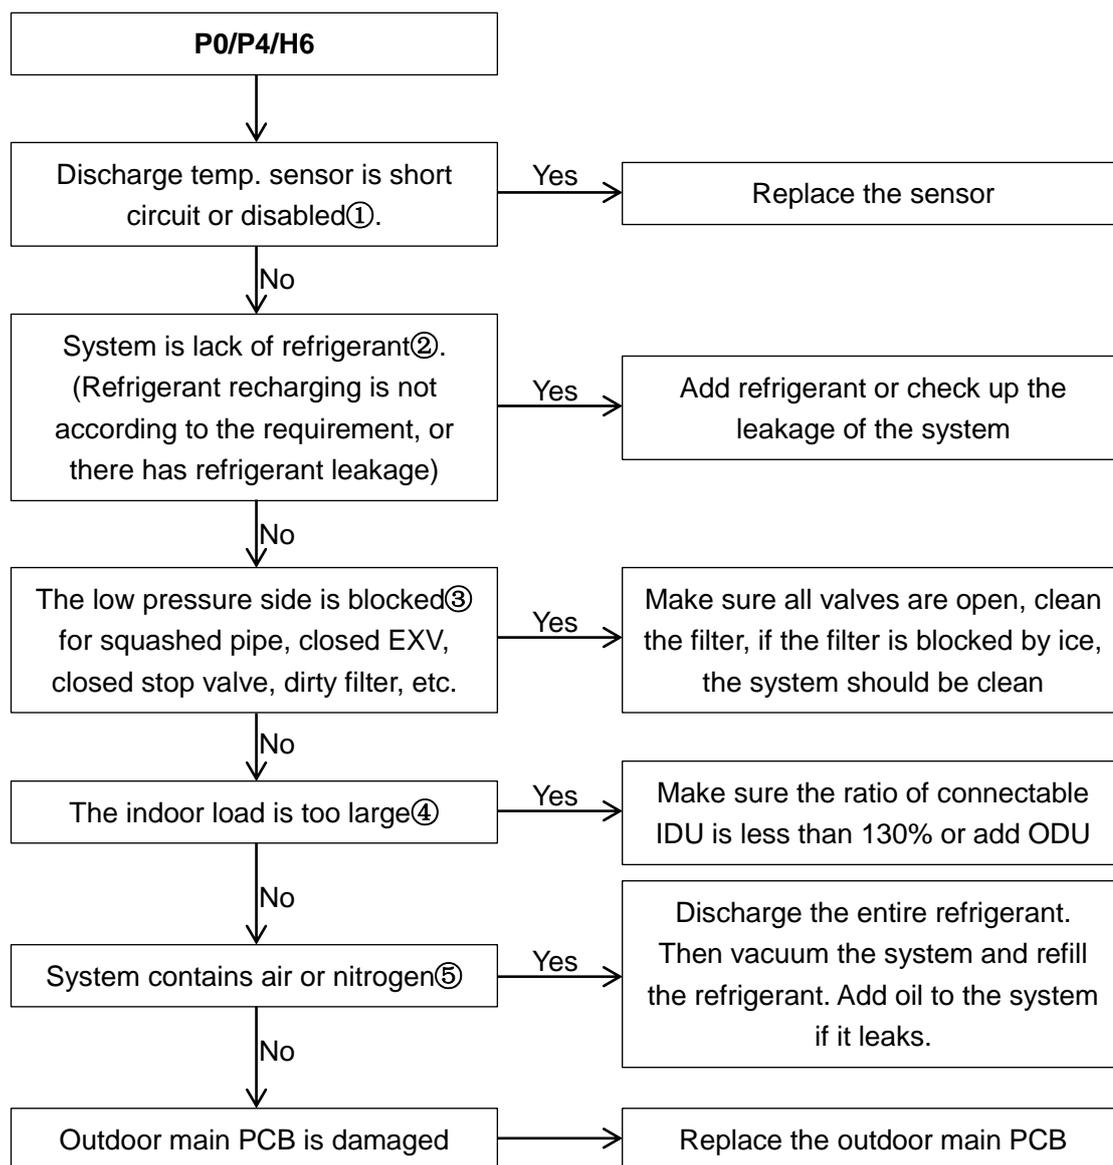 P0/P4/H6
Discharge temp. sensor is short
circuit or disabled①.
Yes
Replace the sensor
No
System is lack of refrigerant②.
(Refrigerant recharging is not
according to the requirement, or
there has refrigerant leakage)
Yes
Add refrigerant or check up the
leakage of the system
No
The low pressure side is blocked③
for squashed pipe, closed EXV,
closed stop valve, dirty filter, etc.
Yes
Make sure all valves are open, clean
the filter, if the filter is blocked by ice,
the system should be clean
No
The indoor load is too large④
Yes
Make sure the ratio of connectable
IDU is less than 130% or add ODU
No
System contains air or nitrogen⑤
Yes
Discharge the entire refrigerant.
Then vacuum the system and refill
the refrigerant. Add oil to the system
if it leaks.
No
Outdoor main PCB is damaged
Replace the outdoor main PCB